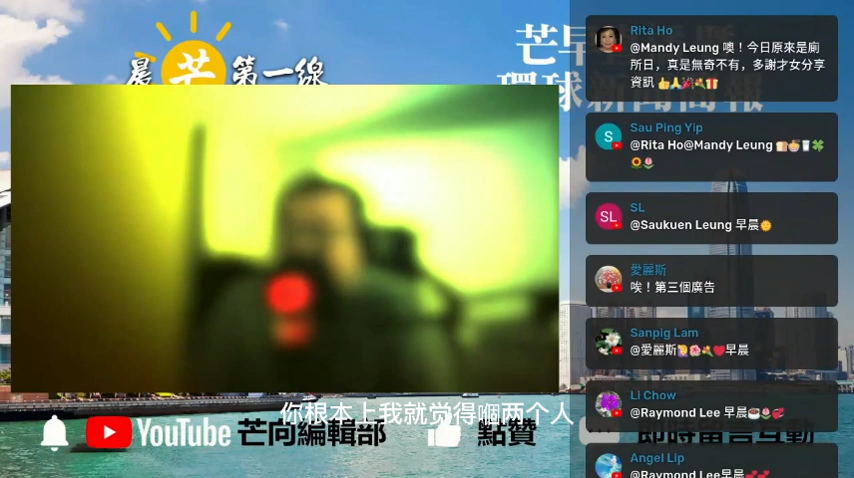 晨芒第一線
芒早
環球新聞簡報
Rita Ho
@Mandy Leung 噢！今日原來是廁
所日，真是無奇不有，多謝才女分享
資訊 👍🙏🎉💐🎁
Sau Ping Yip
@Rita Ho@Mandy Leung
SL
@Saukuen Leung 早晨🌞
愛麗斯
唉！第三個廣告
Sanpig Lam
@愛麗斯 早晨
Li Chow
@Raymond Lee 早晨
Angel Lip
@Raymond Lee早晨
你根本上我就觉得嗰两个人
YouTube 芒向編輯部 點贊 即時留言互動